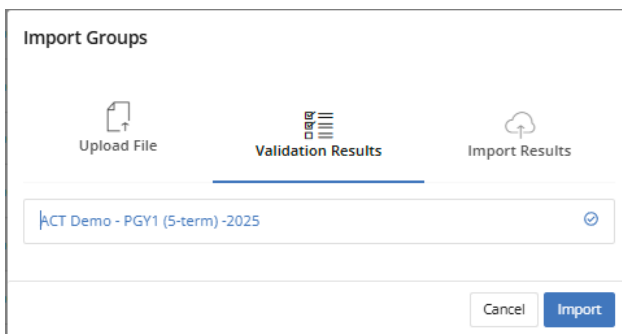 Import Groups
Upload File
Validation Results
Import Results
ACT Demo - PGY1 (5-term) -2025
Cancel
Import